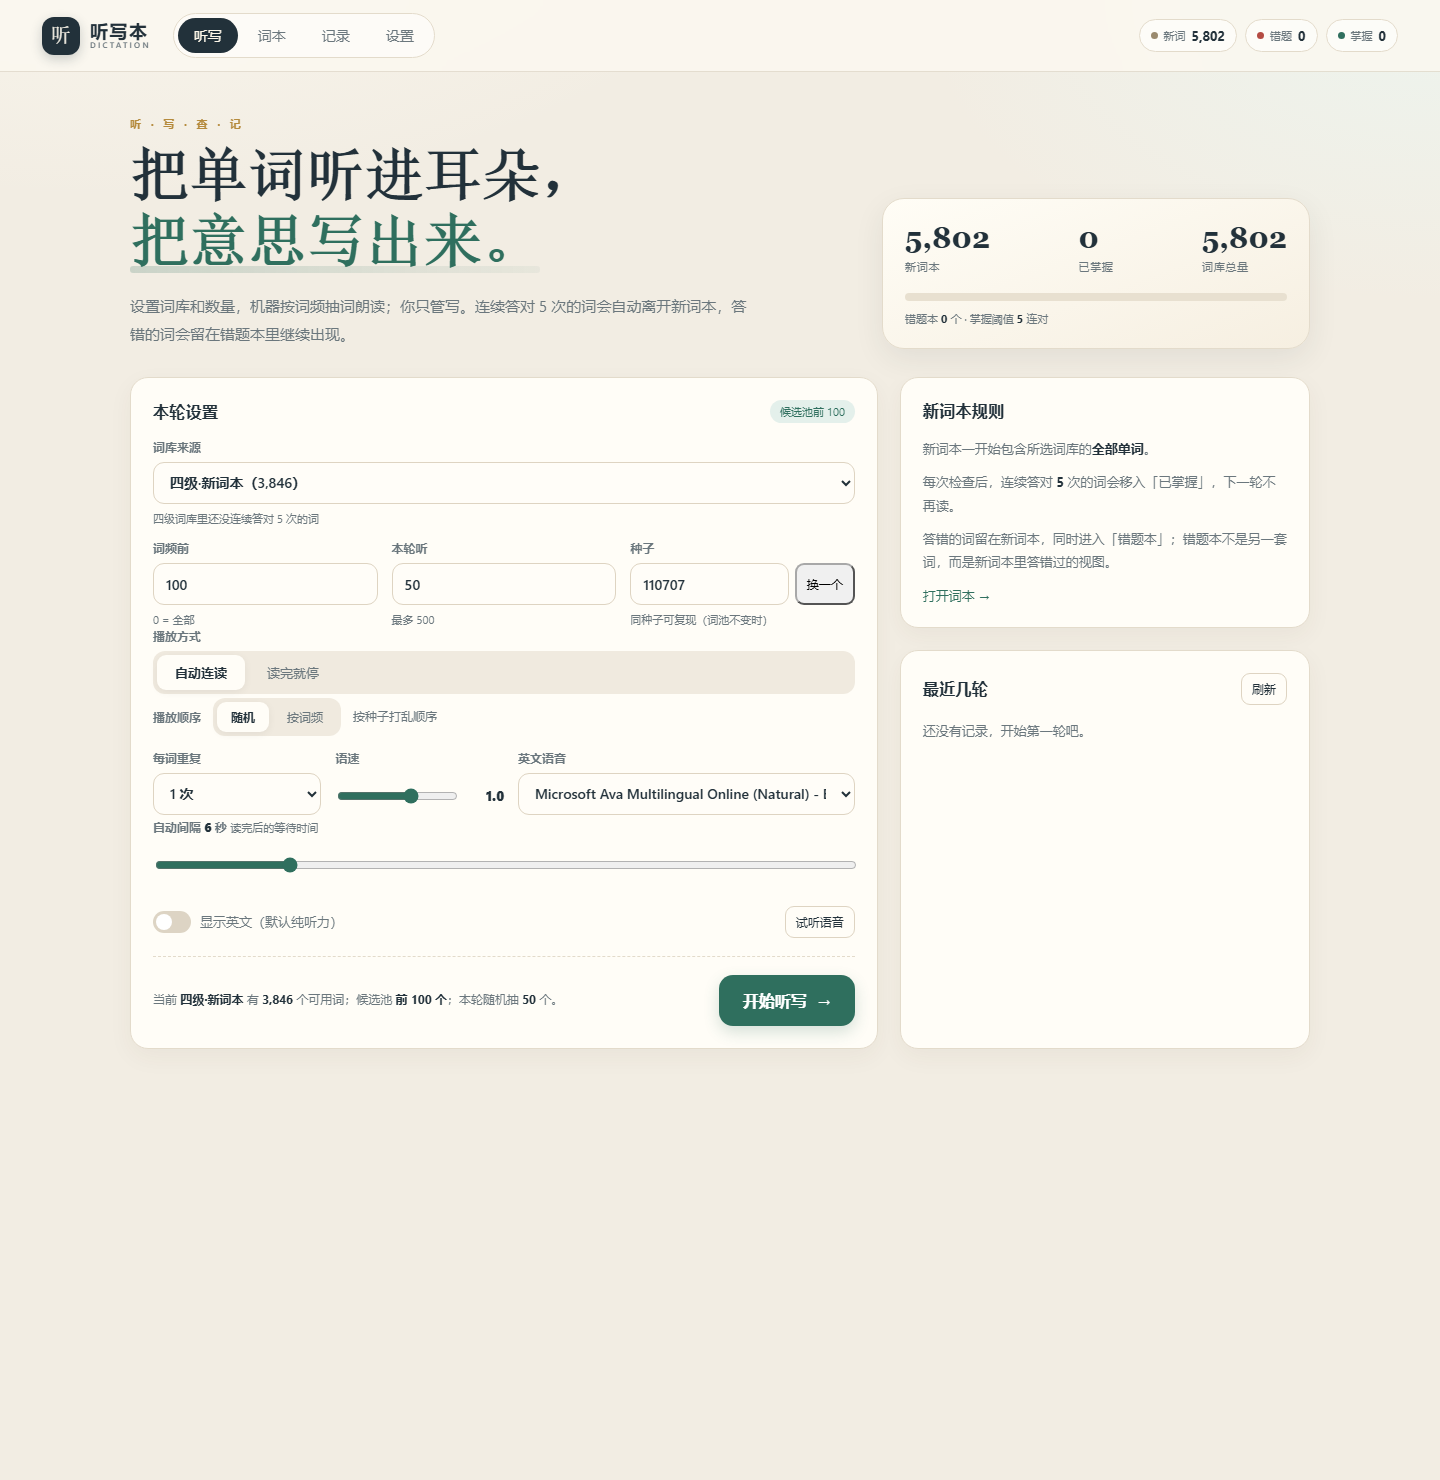 听
听写本
DICTATION
听写
词本
记录
设置
新词 5,802
错题 0
掌握 0
听 · 写 · 查 · 记
把单词听进耳朵，
把意思写出来。
设置词库和数量，机器按词频抽词朗读；你只管写。连续答对 5 次的词会自动离开新词本，答
错的词会留在错题本里继续出现。
5,802
新词本
0
已掌握
5,802
词库总量
错题本 0 个 · 掌握阈值 5 连对
本轮设置
候选池前 100
词库来源
四级·新词本（3,846）
四级词库里还没连续答对 5 次的词
词频前
本轮听
种子
100
50
110707
换一个
0 = 全部
最多 500
同种子可复现（词池不变时）
播放方式
自动连读
读完就停
播放顺序
随机
按词频
按种子打乱顺序
每词重复
语速
英文语音
1 次
1.0
Microsoft Ava Multilingual Online (Natural) - 
自动间隔 6 秒 读完后的等待时间
显示英文（默认纯听力）
试听语音
当前 四级·新词本 有 3,846 个可用词；候选池 前 100 个；本轮随机抽 50 个。
开始听写 →
新词本规则
新词本一开始包含所选词库的全部单词。
每次检查后，连续答对 5 次的词会移入「已掌握」，下一轮不
再读。
答错的词留在新词本，同时进入「错题本」；错题本不是另一套
词，而是新词本里答错过的视图。
打开词本 →
最近几轮
刷新
还没有记录，开始第一轮吧。